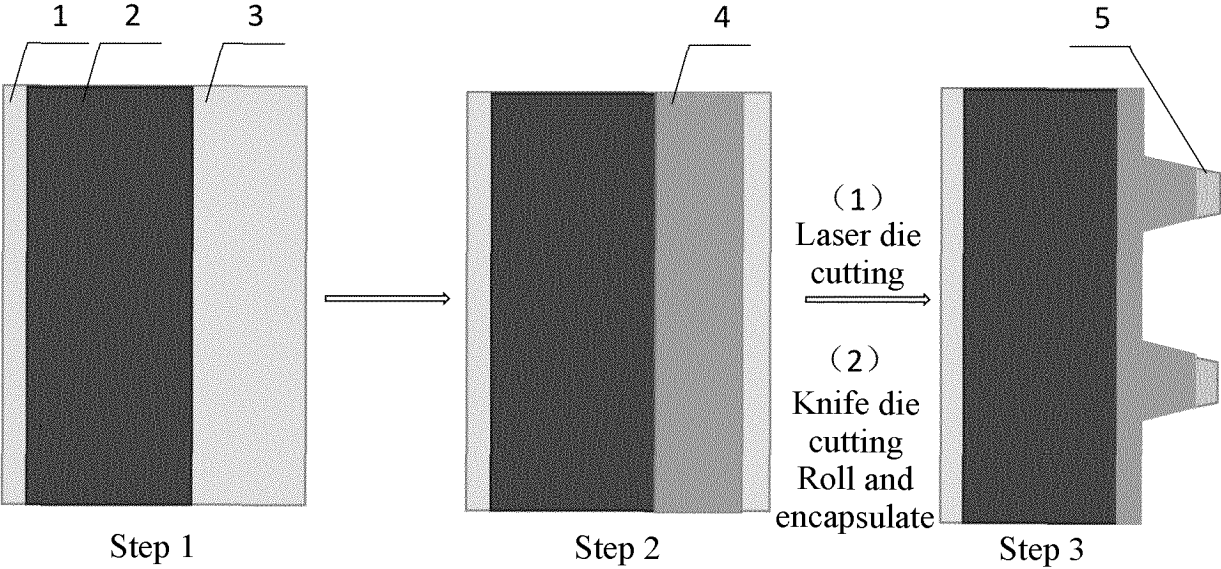 1
2
3
4
5
（1）
Laser die
cutting
（2）
Knife die
cutting
Roll and
encapsulate
Step 1
Step 2
Step 3